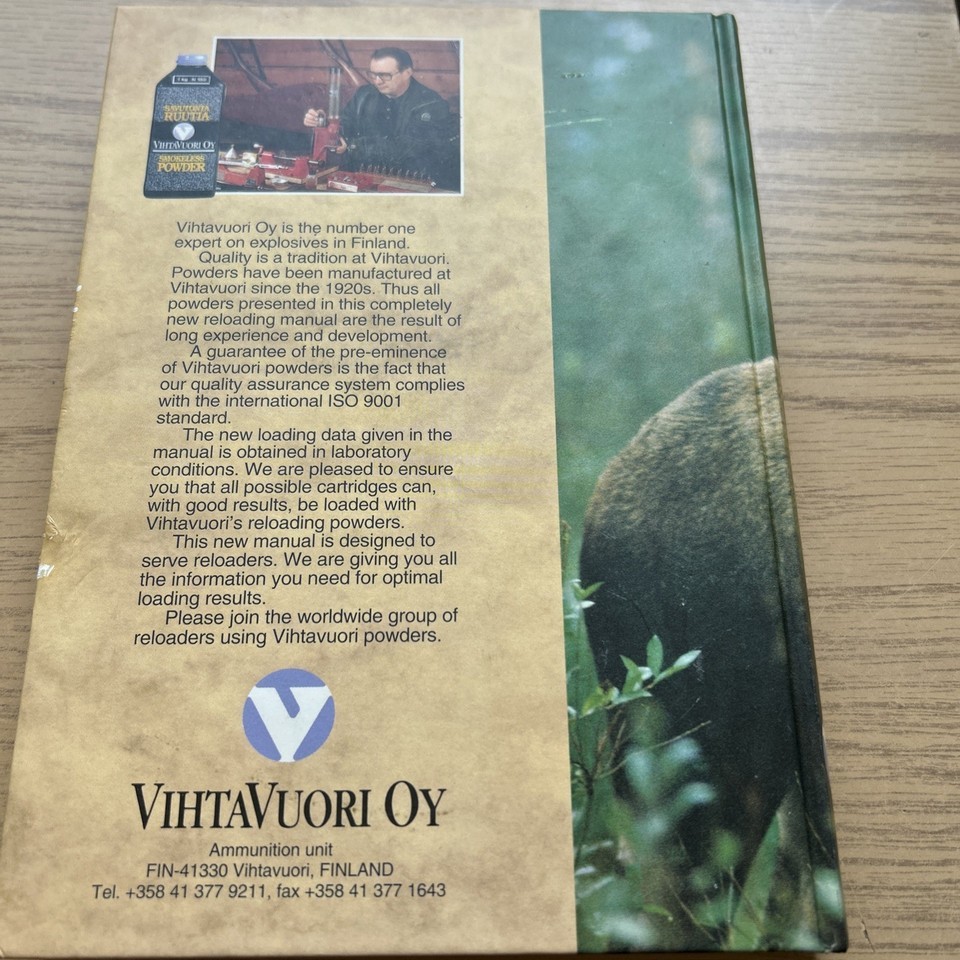 1 Kg N 160
SAVUTONTA
RUUTIA
VIHTAVUORI OY
SMOKELESS
POWDER
Vihtavuori Oy is the number one
expert on explosives in Finland.
Quality is a tradition at Vihtavuori.
Powders have been manufactured at
Vihtavuori since the 1920s. Thus all
powders presented in this completely
new reloading manual are the result of
long experience and development.
A guarantee of the pre-eminence
of Vihtavuori powders is the fact that
our quality assurance system complies
with the international ISO 9001
standard.
The new loading data given in the
manual is obtained in laboratory
conditions. We are pleased to ensure
you that all possible cartridges can,
with good results, be loaded with
Vihtavuori's reloading powders.
This new manual is designed to
serve reloaders. We are giving you all
the information you need for optimal
loading results.
Please join the worldwide group of
reloaders using Vihtavuori powders.
VIHTAVUORI OY
Ammunition unit
FIN-41330 Vihtavuori, FINLAND
Tel. +358 41 377 9211, fax +358 41 377 1643